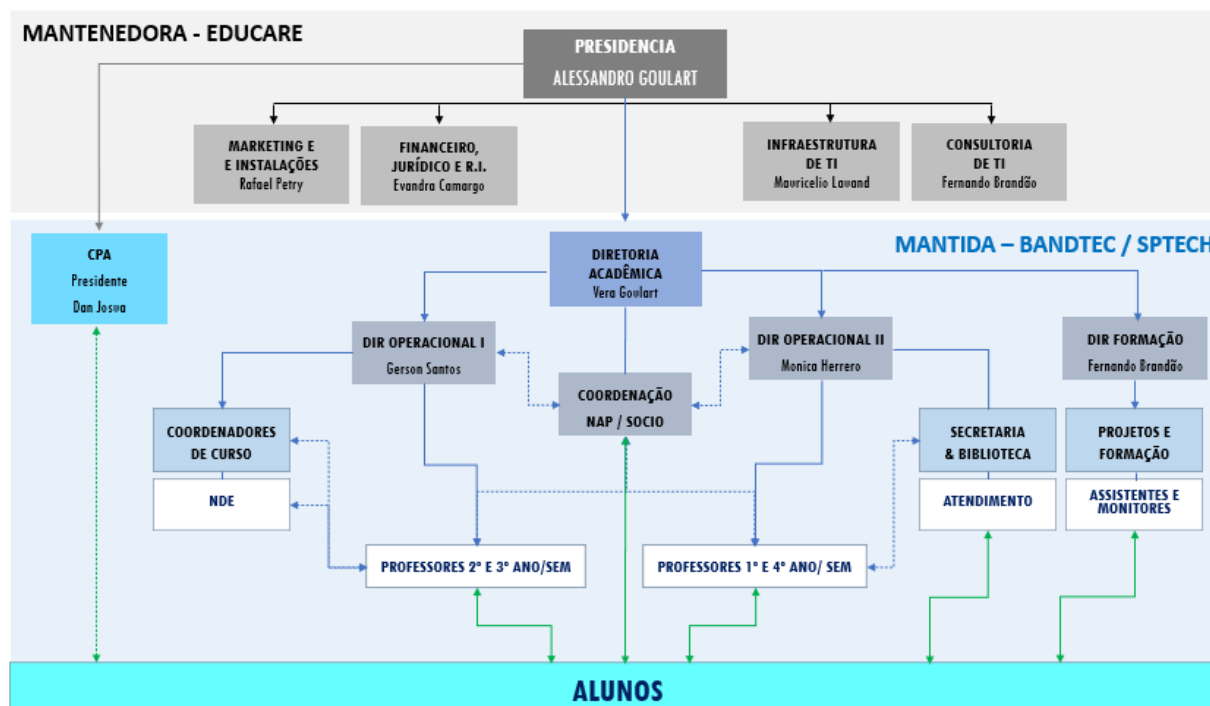 MANTENEDORA - EDUCARE
PRESIDENCIA
ALESSANDRO GOULART
MARKETING E
E INSTALAÇÕES
Rafael Petry
FINANCEIRO,
JURÍDICO E R.I.
Evandra Camargo
INFRAESTRUTURA
DE TI
Mauricelio Lauand
CONSULTORIA
DE TI
Fernando Brandão
MANTIDA – BANDTEC / SPTECH
CPA
Presidente
Dan Josua
DIRETORIA
ACADÊMICA
Vera Goulart
DIR OPERACIONAL I
Gerson Santos
DIR OPERACIONAL II
Monica Herrero
DIR FORMAÇÃO
Fernando Brandão
COORDENAÇÃO
NAP / SOCIO
COORDENADORES
DE CURSO
NDE
SECRETARIA
& BIBLIOTECA
ATENDIMENTO
PROJETOS E
FORMAÇÃO
ASSISTENTES E
MONITORES
PROFESSORES 2º E 3º ANO/SEM
PROFESSORES 1º E 4º ANO/ SEM
ALUNOS